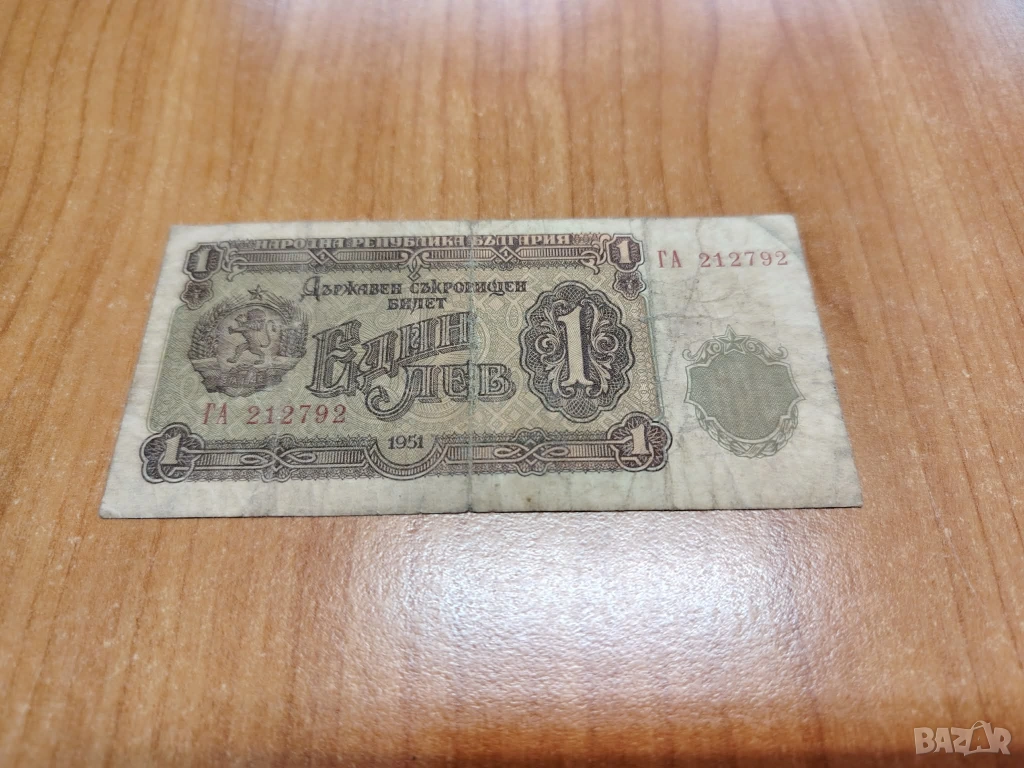 НАРОДНА РЕПУБЛИКА БЪЛГАРИЯ
1 1
ГА 212792
ДЪРЖАВЕН СЪКРОВИЩЕН
БИЛЕТ
ЕДИН
ЛЕВ
1
ГА 212792
1 1951 1
BAZAR